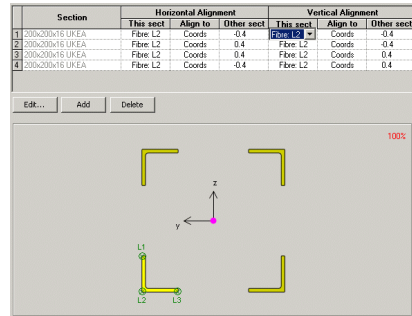 Section Horizontal Alignment Vertical Alignment
This sect Align to Other sect This sect Align to Other sect
1 200x200x16 UKEA Fibre: L2 Coords -0.4 Fibre: L2 Coords -0.4
2 200x200x16 UKEA Fibre: L2 Coords 0.4 Fibre: L2 Coords -0.4
3 200x200x16 UKEA Fibre: L2 Coords 0.4 Fibre: L2 Coords 0.4
4 200x200x16 UKEA Fibre: L2 Coords -0.4 Fibre: L2 Coords 0.4
Edit... Add Delete
100%
z
y
L1
L2 L3